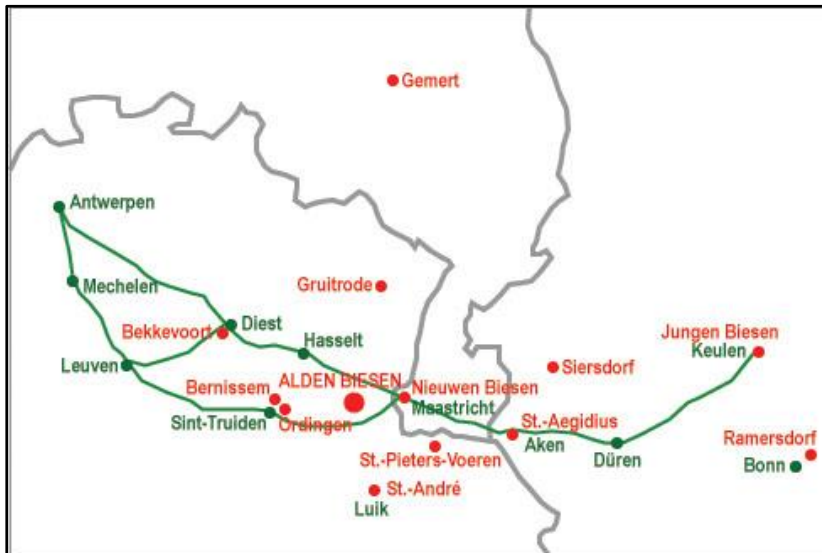 Gemert
Antwerpen
Mechelen
Gruitrode
Bekkevoort
Diest
Hasselt
Leuven
Jungen Biesen
Keulen
Siersdorf
Bernissem
ALDEN BIESEN
Nieuwen Biesen
Maastricht
Sint-Truiden
Ordingen
St.-Aegidius
Aken
Düren
Ramersdorf
Bonn
St.-Pieters-Voeren
St.-André
Luik